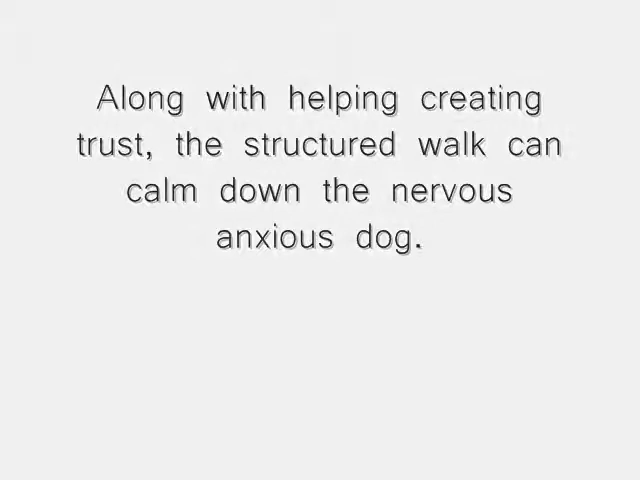 Along with helping creating
trust, the structured walk can
calm down the nervous
anxious dog.